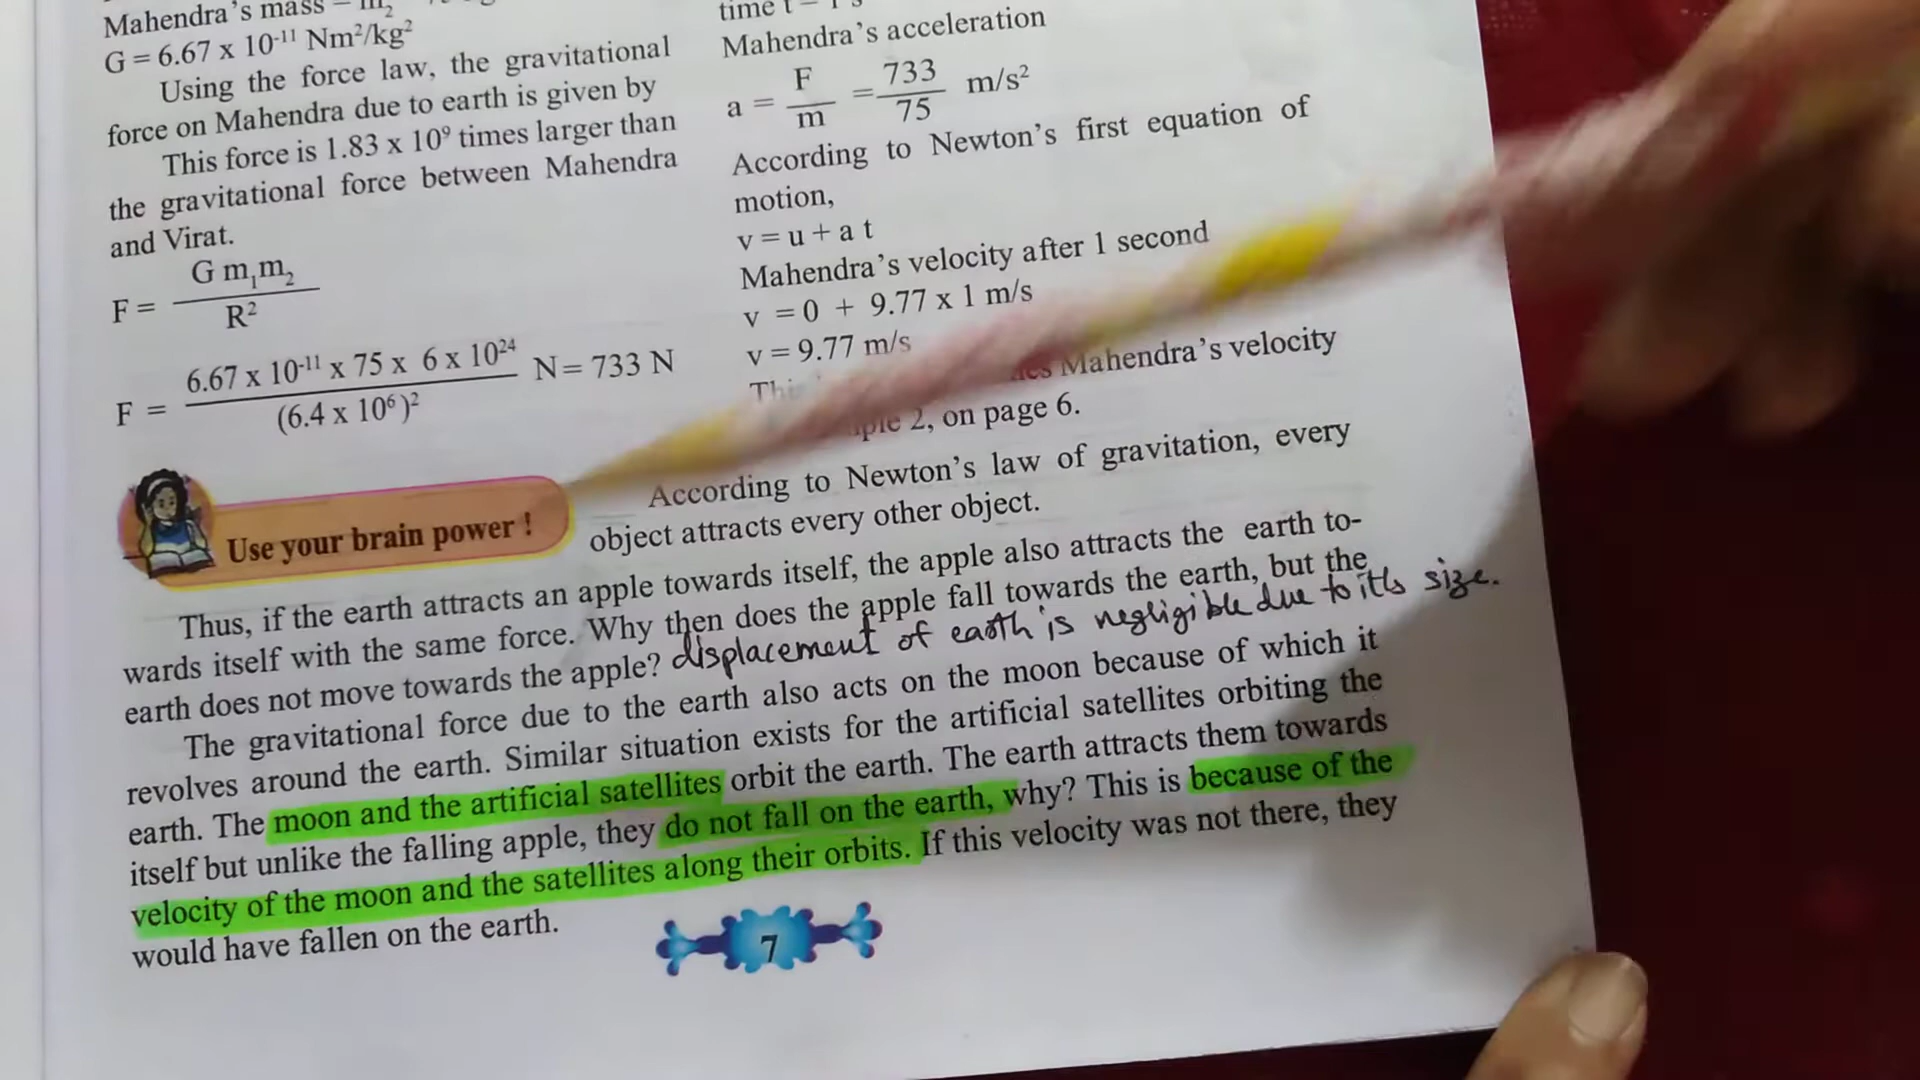 Mahendra's mass = m₂
G = 6.67 x 10⁻¹¹ Nm²/kg²
Using the force law, the gravitational
force on Mahendra due to earth is given by
This force is 1.83 x 10⁹ times larger than
the gravitational force between Mahendra
and Virat.
F = G m₁m₂ / R²
F = 6.67 x 10⁻¹¹ x 75 x 6 x 10²⁴ / (6.4 x 10⁶)² N = 733 N
time t = 1 s
Mahendra's acceleration
a = F / m = 733 / 75 m/s²
According to Newton's first equation of
motion,
v = u + a t
Mahendra's velocity after 1 second
v = 0 + 9.77 x 1 m/s
v = 9.77 m/s
Mahendra's velocity
2, on page 6.
Use your brain power !
According to Newton's law of gravitation, every
object attracts every other object.
Thus, if the earth attracts an apple towards itself, the apple also attracts the earth to-
wards itself with the same force. Why then does the apple fall towards the earth, but the
earth does not move towards the apple? displacement of earth is negligible due to it's size.
The gravitational force due to the earth also acts on the moon because of which it
revolves around the earth. Similar situation exists for the artificial satellites orbiting the
earth. The moon and the artificial satellites orbit the earth. The earth attracts them towards
itself but unlike the falling apple, they do not fall on the earth, why? This is because of the
velocity of the moon and the satellites along their orbits. If this velocity was not there, they
would have fallen on the earth.
7